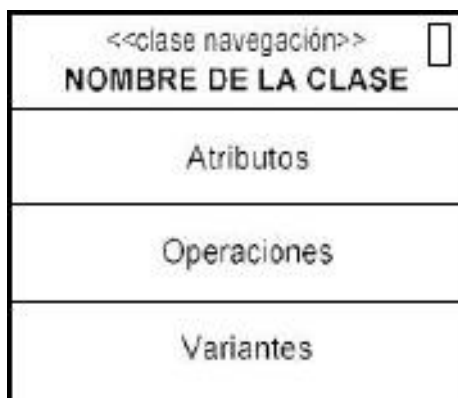 <<clase navegación>>
NOMBRE DE LA CLASE
Atributos
Operaciones
Variantes